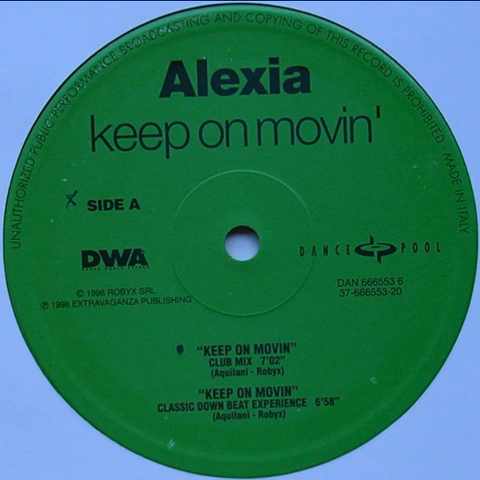 UNAUTHORIZED PUBLIC PERFORMANCE BROADCASTING AND COPYING OF THIS RECORD IS PROHIBITED - MADE IN ITALY
Alexia
keep on movin'
X SIDE A
DWA
DANCE POOL
DAN 666553 6
37-666553-20
© 1998 ROBYX SRL
℗ 1998 EXTRAVAGANZA PUBLISHING
"KEEP ON MOVIN"
CLUB MIX 7'02"
(Aquilani - Robyx)
"KEEP ON MOVIN"
CLASSIC DOWN BEAT EXPERIENCE 6'58"
(Aquilani - Robyx)